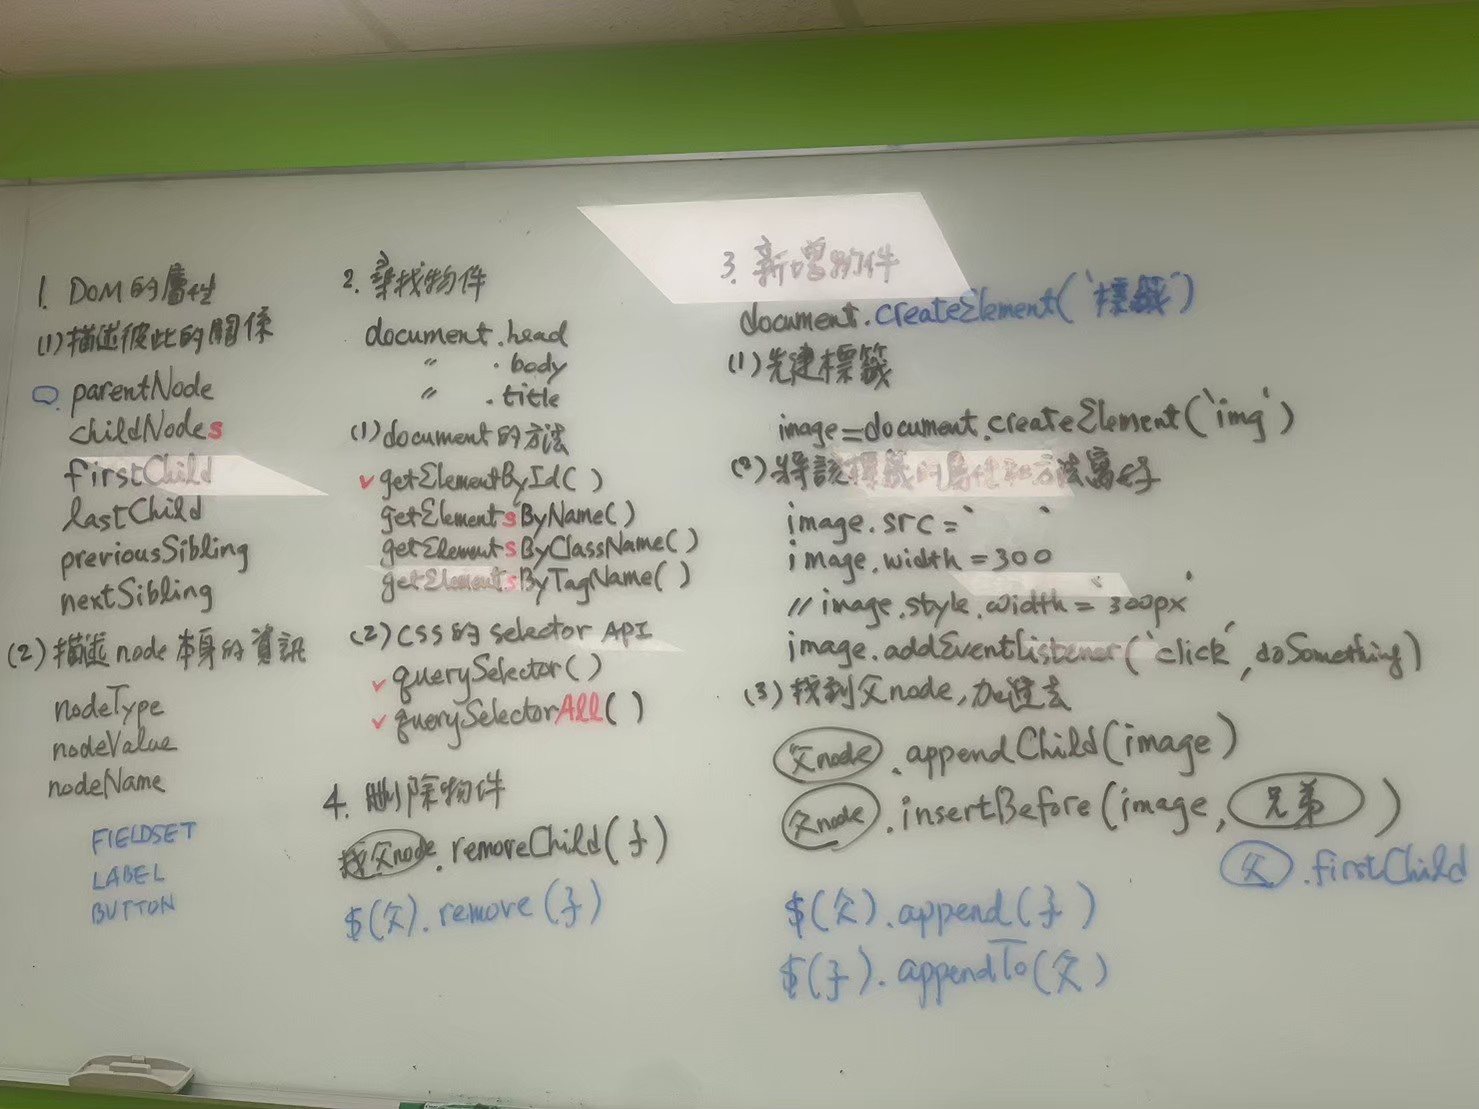 1. DOM的屬性
(1)描述彼此的關係
parentNode
childNodes
firstChild
lastChild
previousSibling
nextSibling
(2)描述node本身的資訊
nodeType
nodeValue
nodeName
FIELDSET
LABEL
BUTTON
2. 尋找物件
document.head
〃 .body
〃 .title
(1)document的方法
✓getElementById()
getElementsByName()
getElementsByClassName()
getElementsByTagName()
(2)CSS的selector API
✓querySelector()
✓querySelectorAll()
4. 刪除物件
找父node.removeChild(子)
$(父).remove(子)
3. 新增物件
document.createElement('標籤')
(1)先建標籤
image=document.createElement('img')
(2)將該標籤的屬性和方法寫好
image.src=' '
image.width=300
//image.style.width='300px'
image.addEventListener('click',doSomething)
(3)找到父node,加進去
父node.appendChild(image)
父node.insertBefore(image,兄弟)
父.firstChild
$(父).append(子)
$(子).appendTo(父)